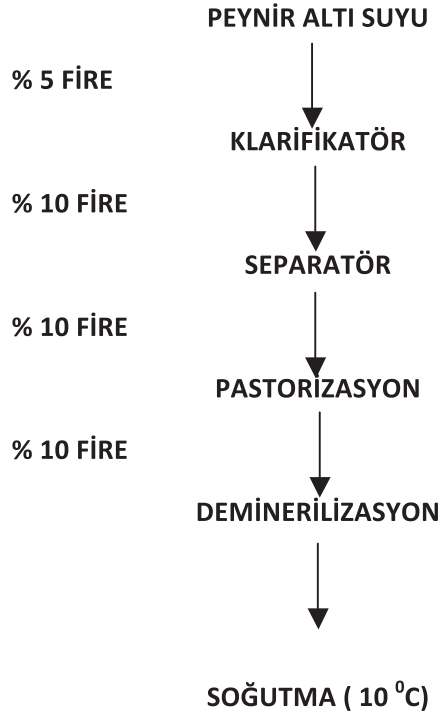 PEYNİR ALTI SUYU
% 5 FİRE
KLARİFİKATÖR
% 10 FİRE
SEPARATÖR
% 10 FİRE
PASTORİZASYON
% 10 FİRE
DEMİNERİLİZASYON
SOĞUTMA ( 10 ⁰C)